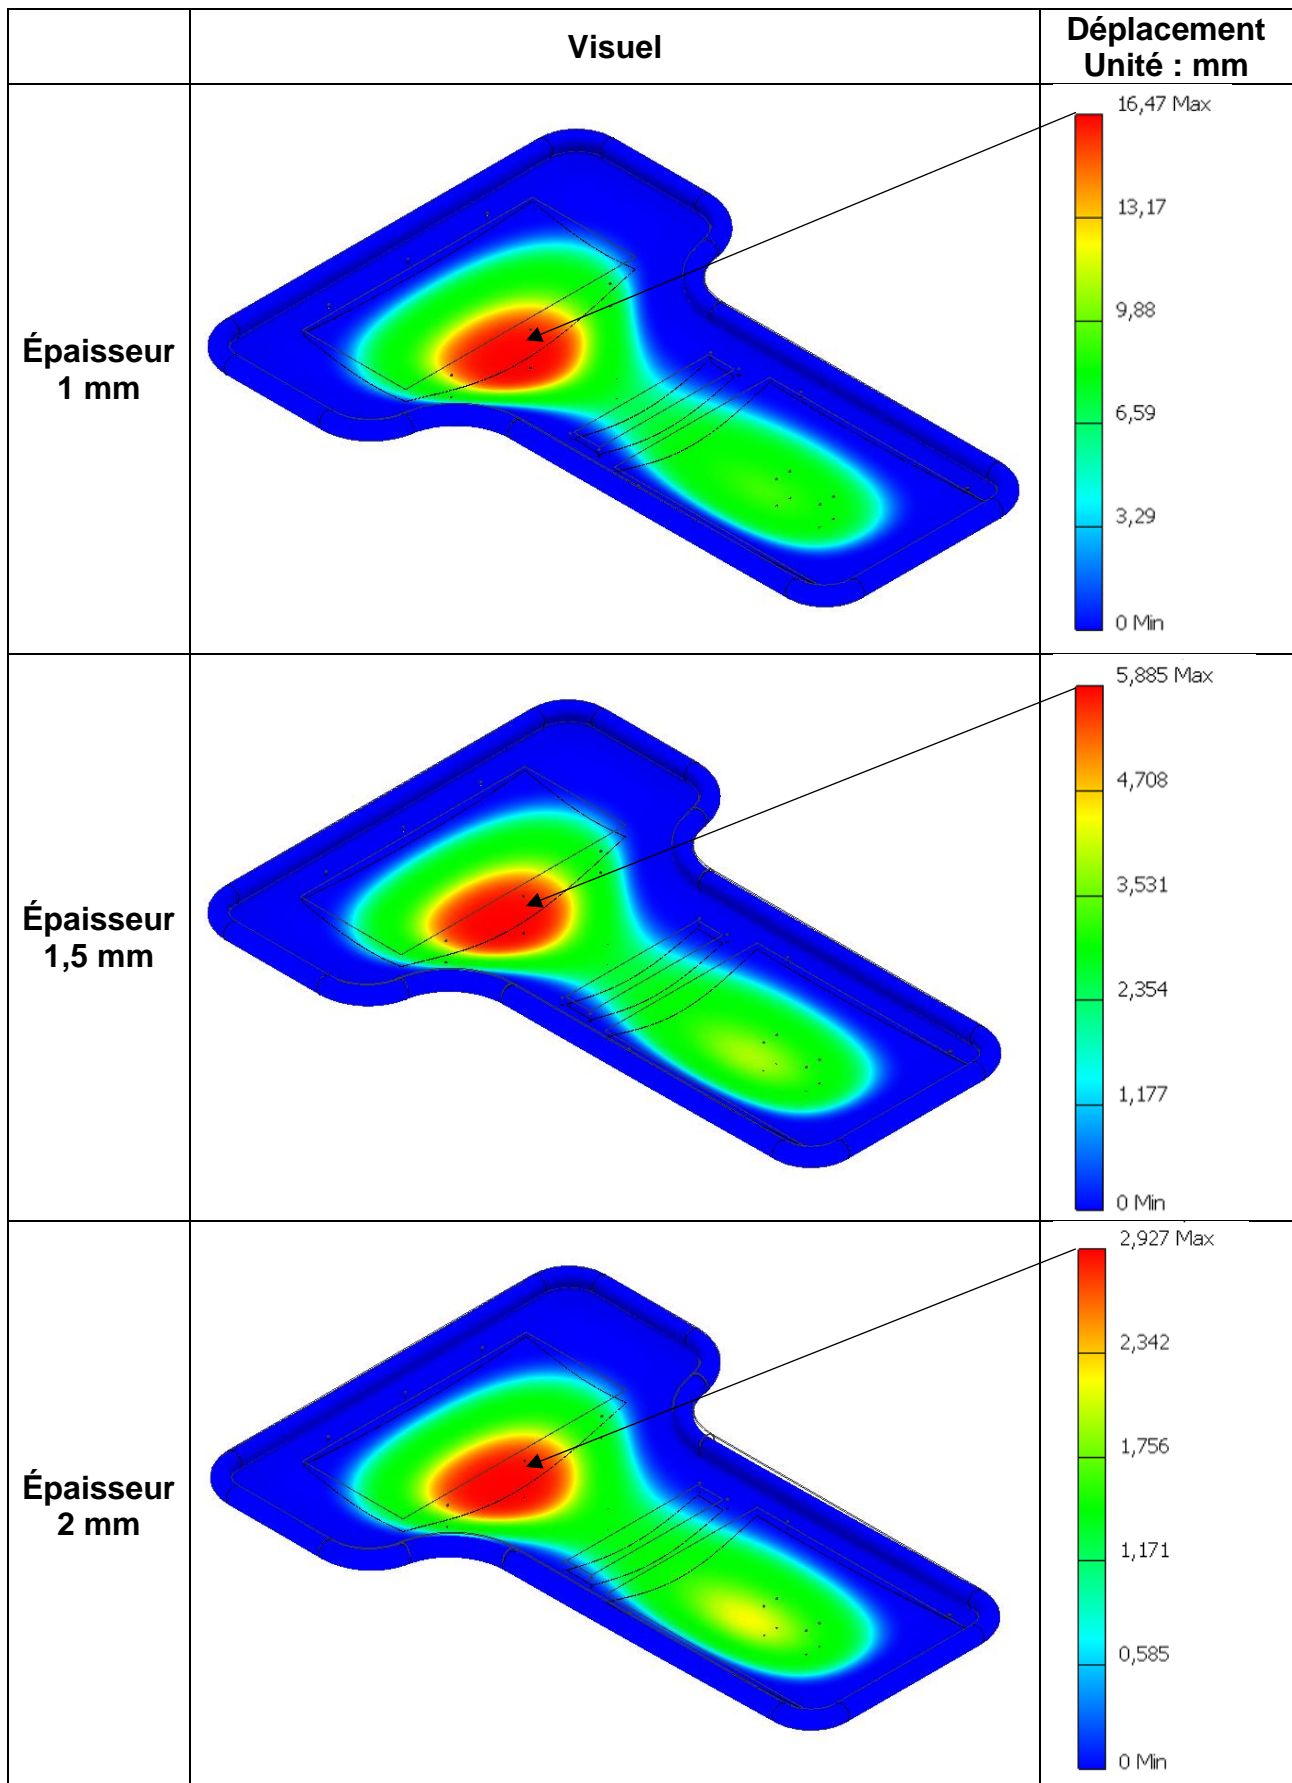 Visuel
Déplacement
Unité : mm
Épaisseur
1 mm
16,47 Max
13,17
9,88
6,59
3,29
0 Min
Épaisseur
1,5 mm
5,885 Max
4,708
3,531
2,354
1,177
0 Min
Épaisseur
2 mm
2,927 Max
2,342
1,756
1,171
0,585
0 Min